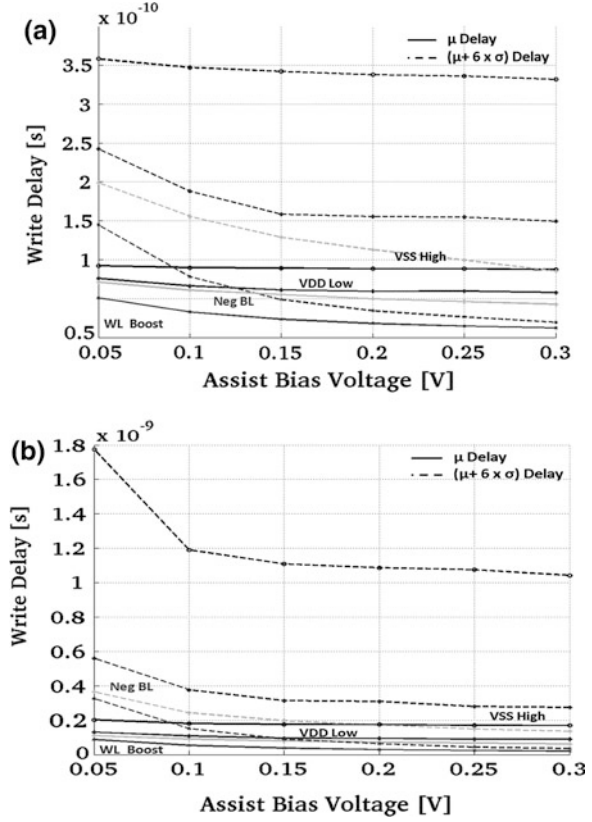 (a)
x 10⁻¹⁰
μ Delay
(μ+ 6 x σ) Delay
3.5
3
2.5
2
1.5
1
0.5
Write Delay [s]
VSS High
VDD Low
Neg BL
WL Boost
0.05 0.1 0.15 0.2 0.25 0.3
Assist Bias Voltage [V]
(b)
x 10⁻⁹
μ Delay
(μ+ 6 x σ) Delay
1.8
1.6
1.4
1.2
1
0.8
0.6
0.4
0.2
0
Write Delay [s]
Neg BL
VSS High
VDD Low
WL Boost
0.05 0.1 0.15 0.2 0.25 0.3
Assist Bias Voltage [V]